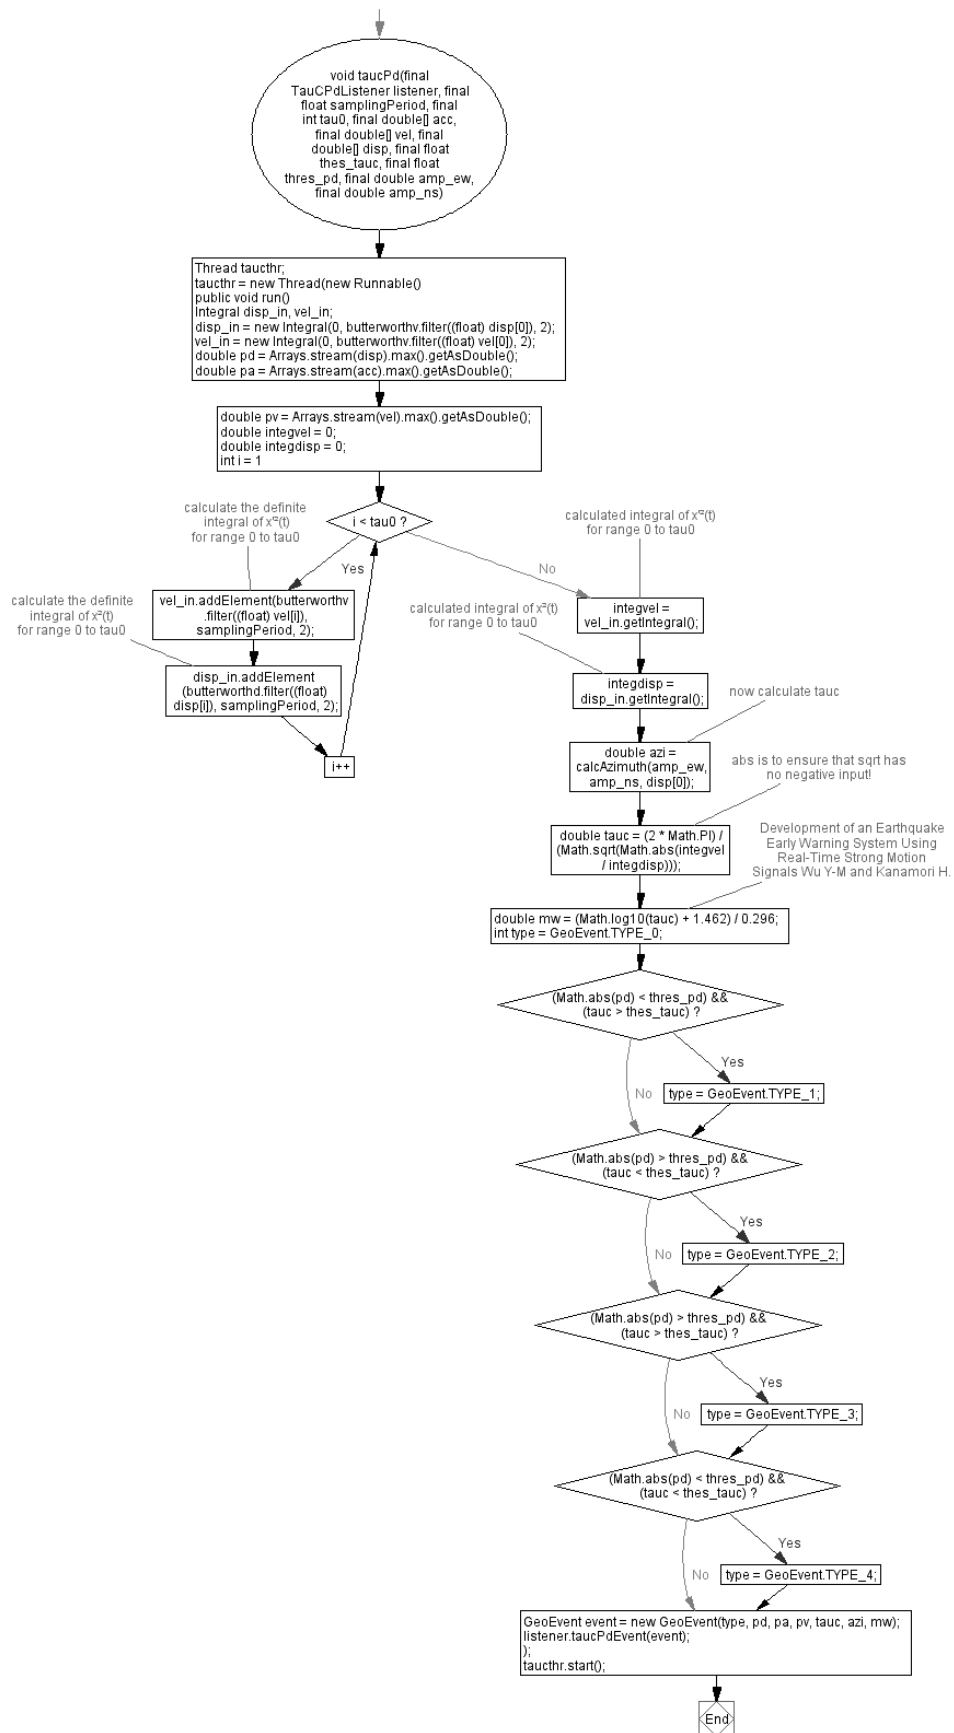 void taucPd(final
TauCPdListener listener, final
float samplingPeriod, final
int tau0, final double[] acc,
final double[] vel, final
double[] disp, final float
thes_tauc, final float
thres_pd, final double amp_ew,
final double amp_ns)
Thread taucthr;
taucthr = new Thread(new Runnable()
public void run()
Integral disp_in, vel_in;
disp_in = new Integral(0, butterworthv.filter((float) disp[0]), 2);
vel_in = new Integral(0, butterworthv.filter((float) vel[0]), 2);
double pd = Arrays.stream(disp).max().getAsDouble();
double pa = Arrays.stream(acc).max().getAsDouble();
double pv = Arrays.stream(vel).max().getAsDouble();
double integvel = 0;
double integdisp = 0;
int i = 1
i < tau0 ?
Yes
No
calculate the definite
integral of x'²(t)
for range 0 to tau0
vel_in.addElement(butterworthv
.filter((float) vel[i]),
samplingPeriod, 2);
calculate the definite
integral of x²(t)
for range 0 to tau0
disp_in.addElement
(butterworthd.filter((float)
disp[i]), samplingPeriod, 2);
i++
calculated integral of x'²(t)
for range 0 to tau0
integvel =
vel_in.getIntegral();
calculated integral of x²(t)
for range 0 to tau0
integdisp =
disp_in.getIntegral();
now calculate tauc
double azi =
calcAzimuth(amp_ew,
amp_ns, disp[0]);
abs is to ensure that sqrt has
no negative input!
double tauc = (2 * Math.PI) /
(Math.sqrt(Math.abs(integvel
/ integdisp)));
Development of an Earthquake
Early Warning System Using
Real-Time Strong Motion
Signals Wu Y-M and Kanamori H.
double mw = (Math.log10(tauc) + 1.462) / 0.296;
int type = GeoEvent.TYPE_0;
(Math.abs(pd) < thres_pd) &&
(tauc > thes_tauc) ?
Yes
No
type = GeoEvent.TYPE_1;
(Math.abs(pd) > thres_pd) &&
(tauc < thes_tauc) ?
Yes
No
type = GeoEvent.TYPE_2;
(Math.abs(pd) > thres_pd) &&
(tauc > thes_tauc) ?
Yes
No
type = GeoEvent.TYPE_3;
(Math.abs(pd) < thres_pd) &&
(tauc < thes_tauc) ?
Yes
No
type = GeoEvent.TYPE_4;
GeoEvent event = new GeoEvent(type, pd, pa, pv, tauc, azi, mw);
listener.taucPdEvent(event);
);
taucthr.start();
End